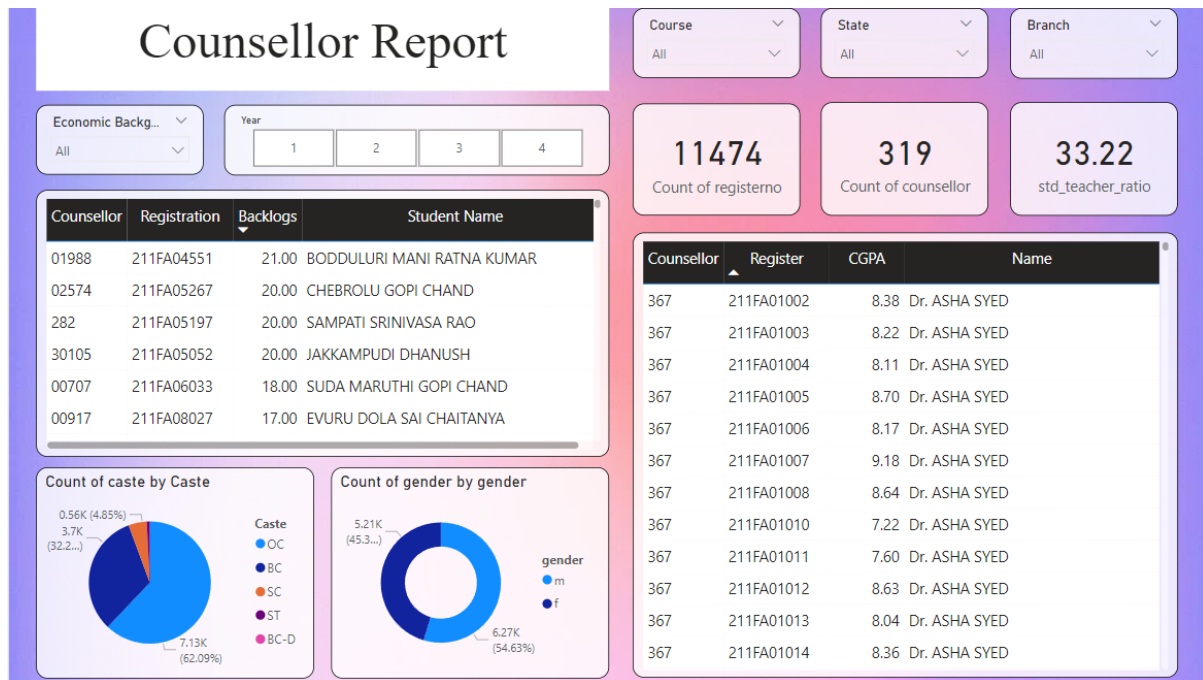 Counsellor Report
Course
All
State
All
Branch
All
Economic Backg...
All
Year
1 2 3 4
11474
Count of registerno
319
Count of counsellor
33.22
std_teacher_ratio
Counsellor Registration Backlogs Student Name
01988 211FA04551 21.00 BODDULURI MANI RATNA KUMAR
02574 211FA05267 20.00 CHEBROLU GOPI CHAND
282 211FA05197 20.00 SAMPATI SRINIVASA RAO
30105 211FA05052 20.00 JAKKAMPUDI DHANUSH
00707 211FA06033 18.00 SUDA MARUTHI GOPI CHAND
00917 211FA08027 17.00 EVURU DOLA SAI CHAITANYA
Counsellor Register CGPA Name
367 211FA01002 8.38 Dr. ASHA SYED
367 211FA01003 8.22 Dr. ASHA SYED
367 211FA01004 8.11 Dr. ASHA SYED
367 211FA01005 8.70 Dr. ASHA SYED
367 211FA01006 8.17 Dr. ASHA SYED
367 211FA01007 9.18 Dr. ASHA SYED
367 211FA01008 8.64 Dr. ASHA SYED
367 211FA01010 7.22 Dr. ASHA SYED
367 211FA01011 7.60 Dr. ASHA SYED
367 211FA01012 8.63 Dr. ASHA SYED
367 211FA01013 8.04 Dr. ASHA SYED
367 211FA01014 8.36 Dr. ASHA SYED
Count of caste by Caste
0.56K (4.85%)
3.7K
(32.2...)
7.13K
(62.09%)
Caste
OC
BC
SC
ST
BC-D
Count of gender by gender
5.21K
(45.3...)
6.27K
(54.63%)
gender
m
f